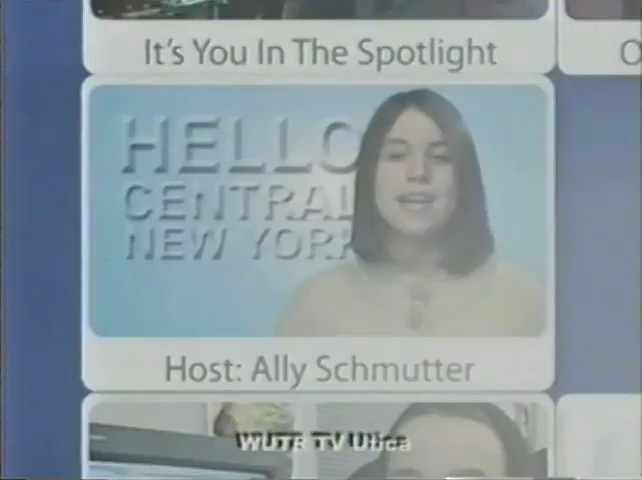 It's You In The Spotlight
O
HELLO
CENTRAL
NEW YORK
Host: Ally Schmutter
WUTR TV Utica